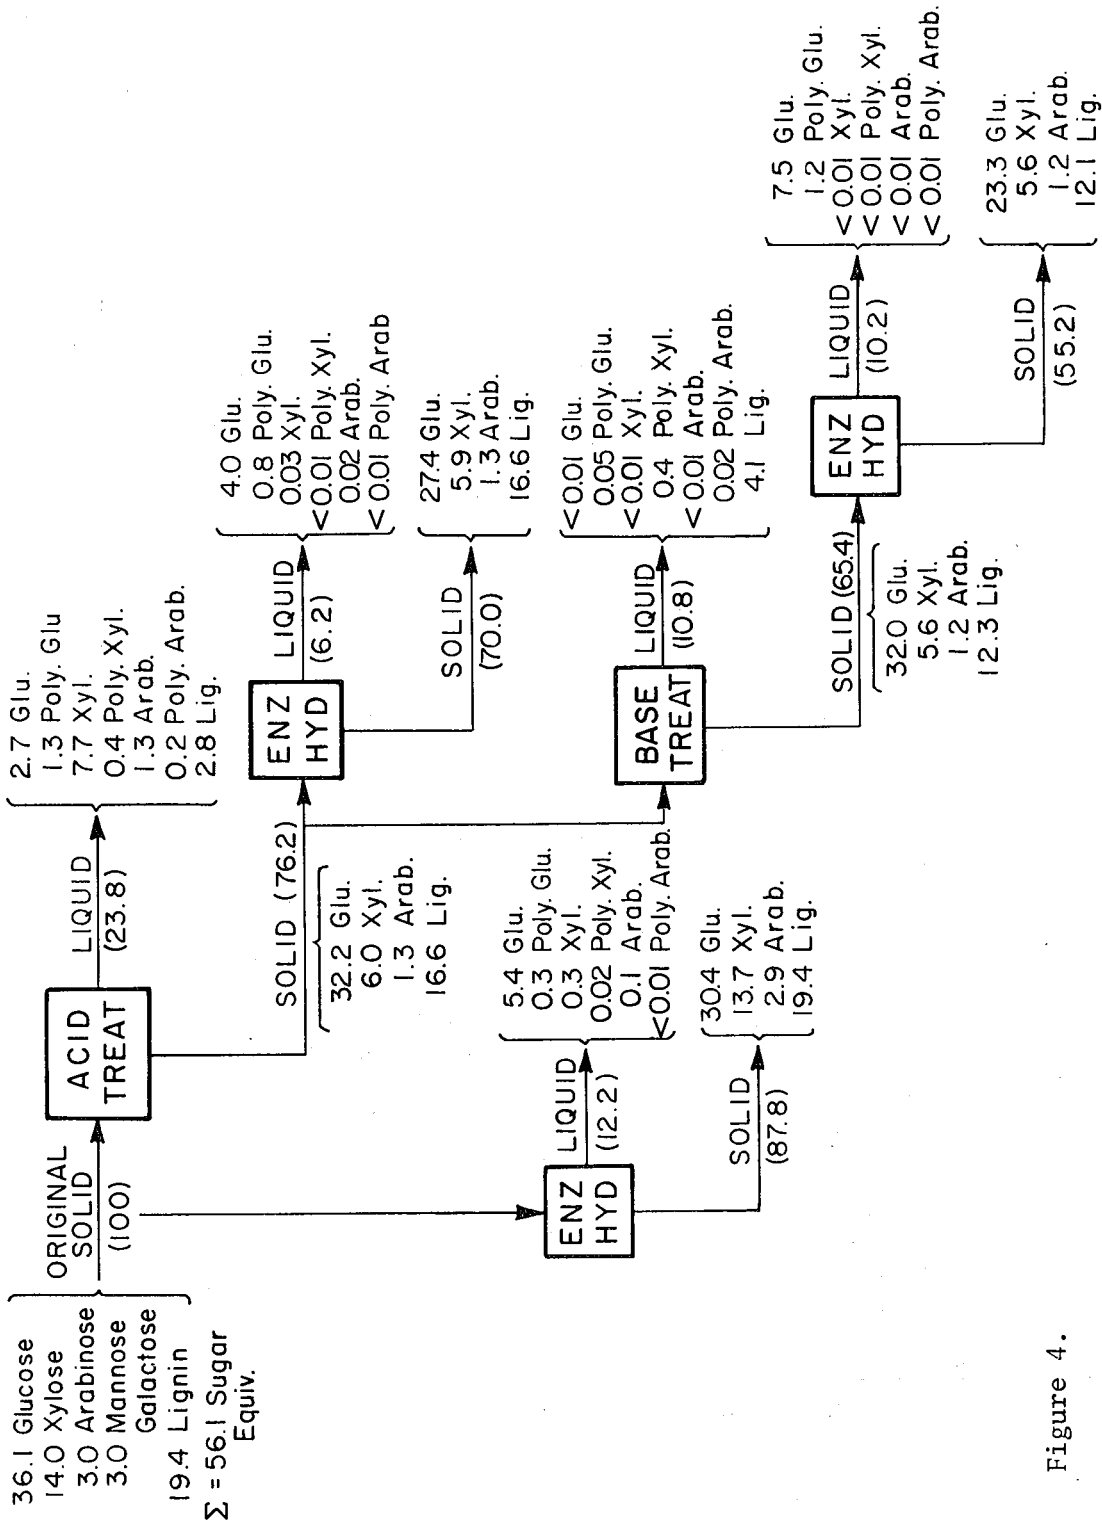 36.1 Glucose
14.0 Xylose
3.0 Arabinose
3.0 Mannose
Galactose
19.4 Lignin
Σ = 56.1 Sugar
Equiv.
ORIGINAL
SOLID
(100)
ACID
TREAT
LIQUID
(23.8)
2.7 Glu.
1.3 Poly. Glu
7.7 Xyl.
0.4 Poly. Xyl.
1.3 Arab.
0.2 Poly. Arab.
2.8 Lig.
SOLID (76.2)
32.2 Glu.
6.0 Xyl.
1.3 Arab.
16.6 Lig.
ENZ
HYD
LIQUID
(6.2)
4.0 Glu.
0.8 Poly. Glu
0.03 Xyl.
<0.01 Poly. Xyl.
0.02 Arab.
<0.01 Poly. Arab
SOLID
(70.0)
27.4 Glu.
5.9 Xyl.
1.3 Arab.
16.6 Lig.
ENZ
HYD
LIQUID
(12.2)
5.4 Glu.
0.3 Poly. Glu.
0.3 Xyl.
0.02 Poly. Xyl.
0.1 Arab.
<0.01 Poly. Arab.
SOLID
(87.8)
30.4 Glu.
13.7 Xyl.
2.9 Arab.
19.4 Lig.
BASE
TREAT
LIQUID
(10.8)
<0.01 Glu.
0.05 Poly. Glu.
<0.01 Xyl.
0.4 Poly. Xyl.
<0.01 Arab.
0.02 Poly. Arab.
4.1 Lig.
SOLID (65.4)
32.0 Glu.
5.6 Xyl.
1.2 Arab.
12.3 Lig.
ENZ
HYD
LIQUID
(10.2)
7.5 Glu.
1.2 Poly. Glu.
<0.01 Xyl.
<0.01 Poly. Xyl.
<0.01 Arab.
<0.01 Poly. Arab.
SOLID
(55.2)
23.3 Glu.
5.6 Xyl.
1.2 Arab.
12.1 Lig.
Figure 4.